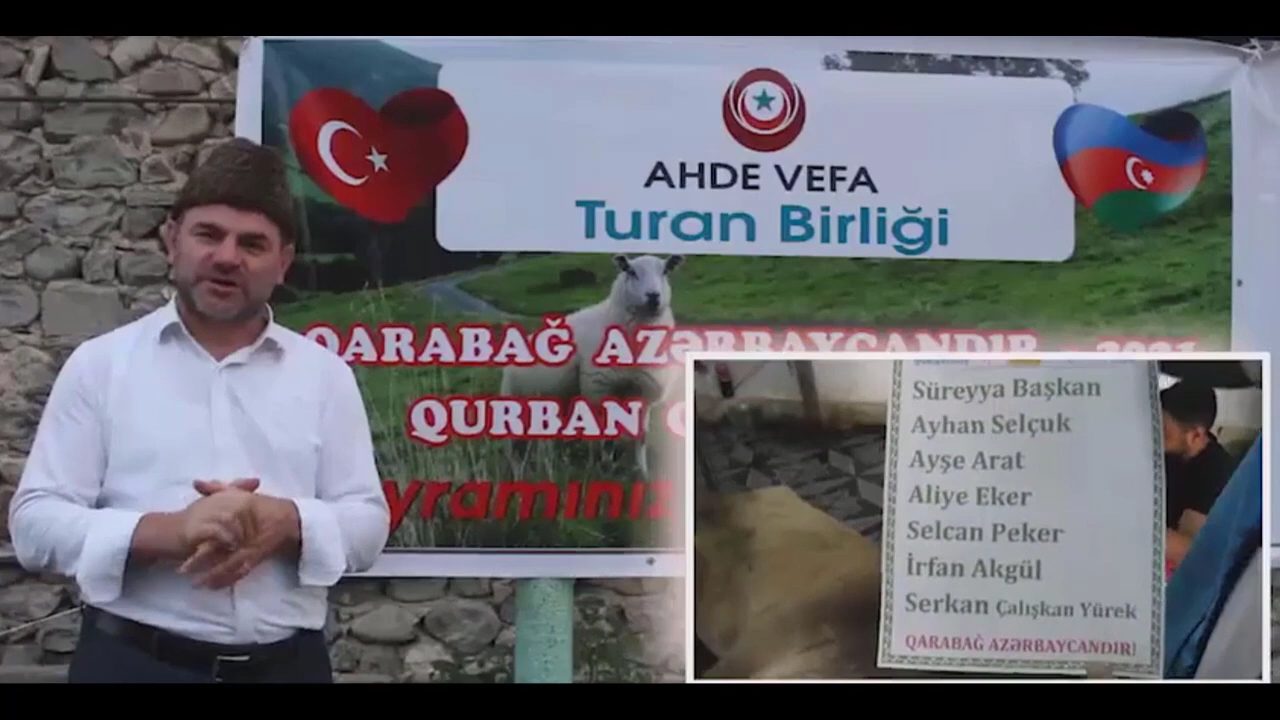 AHDE VEFA
Turan Birliği
QARABAĞ AZƏRBAYCANDIR - 2021
QURBAN
Süreyya Başkan
Ayhan Selçuk
Ayşe Arat
Aliye Eker
Selcan Peker
İrfan Akgül
Serkan Çalışkan Yürek
QARABAĞ AZƏRBAYCANDIR!